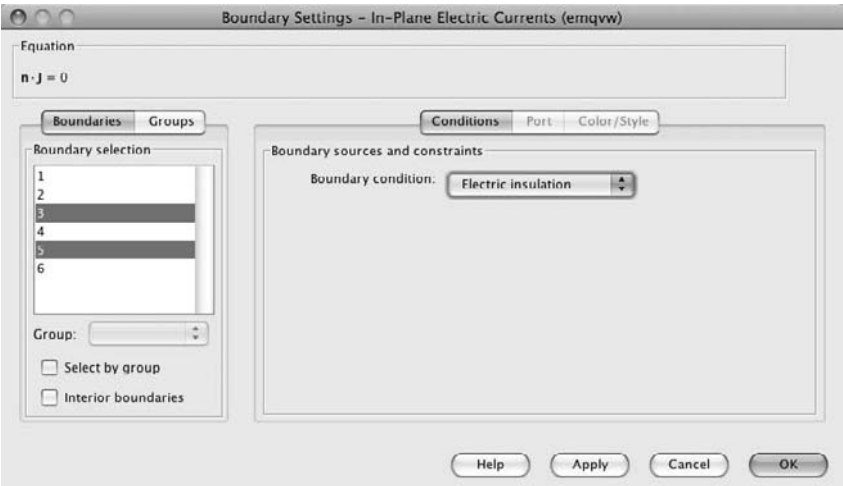 Boundary Settings – In-Plane Electric Currents (emqvw)
Equation
n · J = 0
Boundaries Groups
Boundary selection
1
2
3
4
5
6
Group:
Select by group
Interior boundaries
Conditions Port Color/Style
Boundary sources and constraints
Boundary condition: Electric insulation
Help Apply Cancel OK